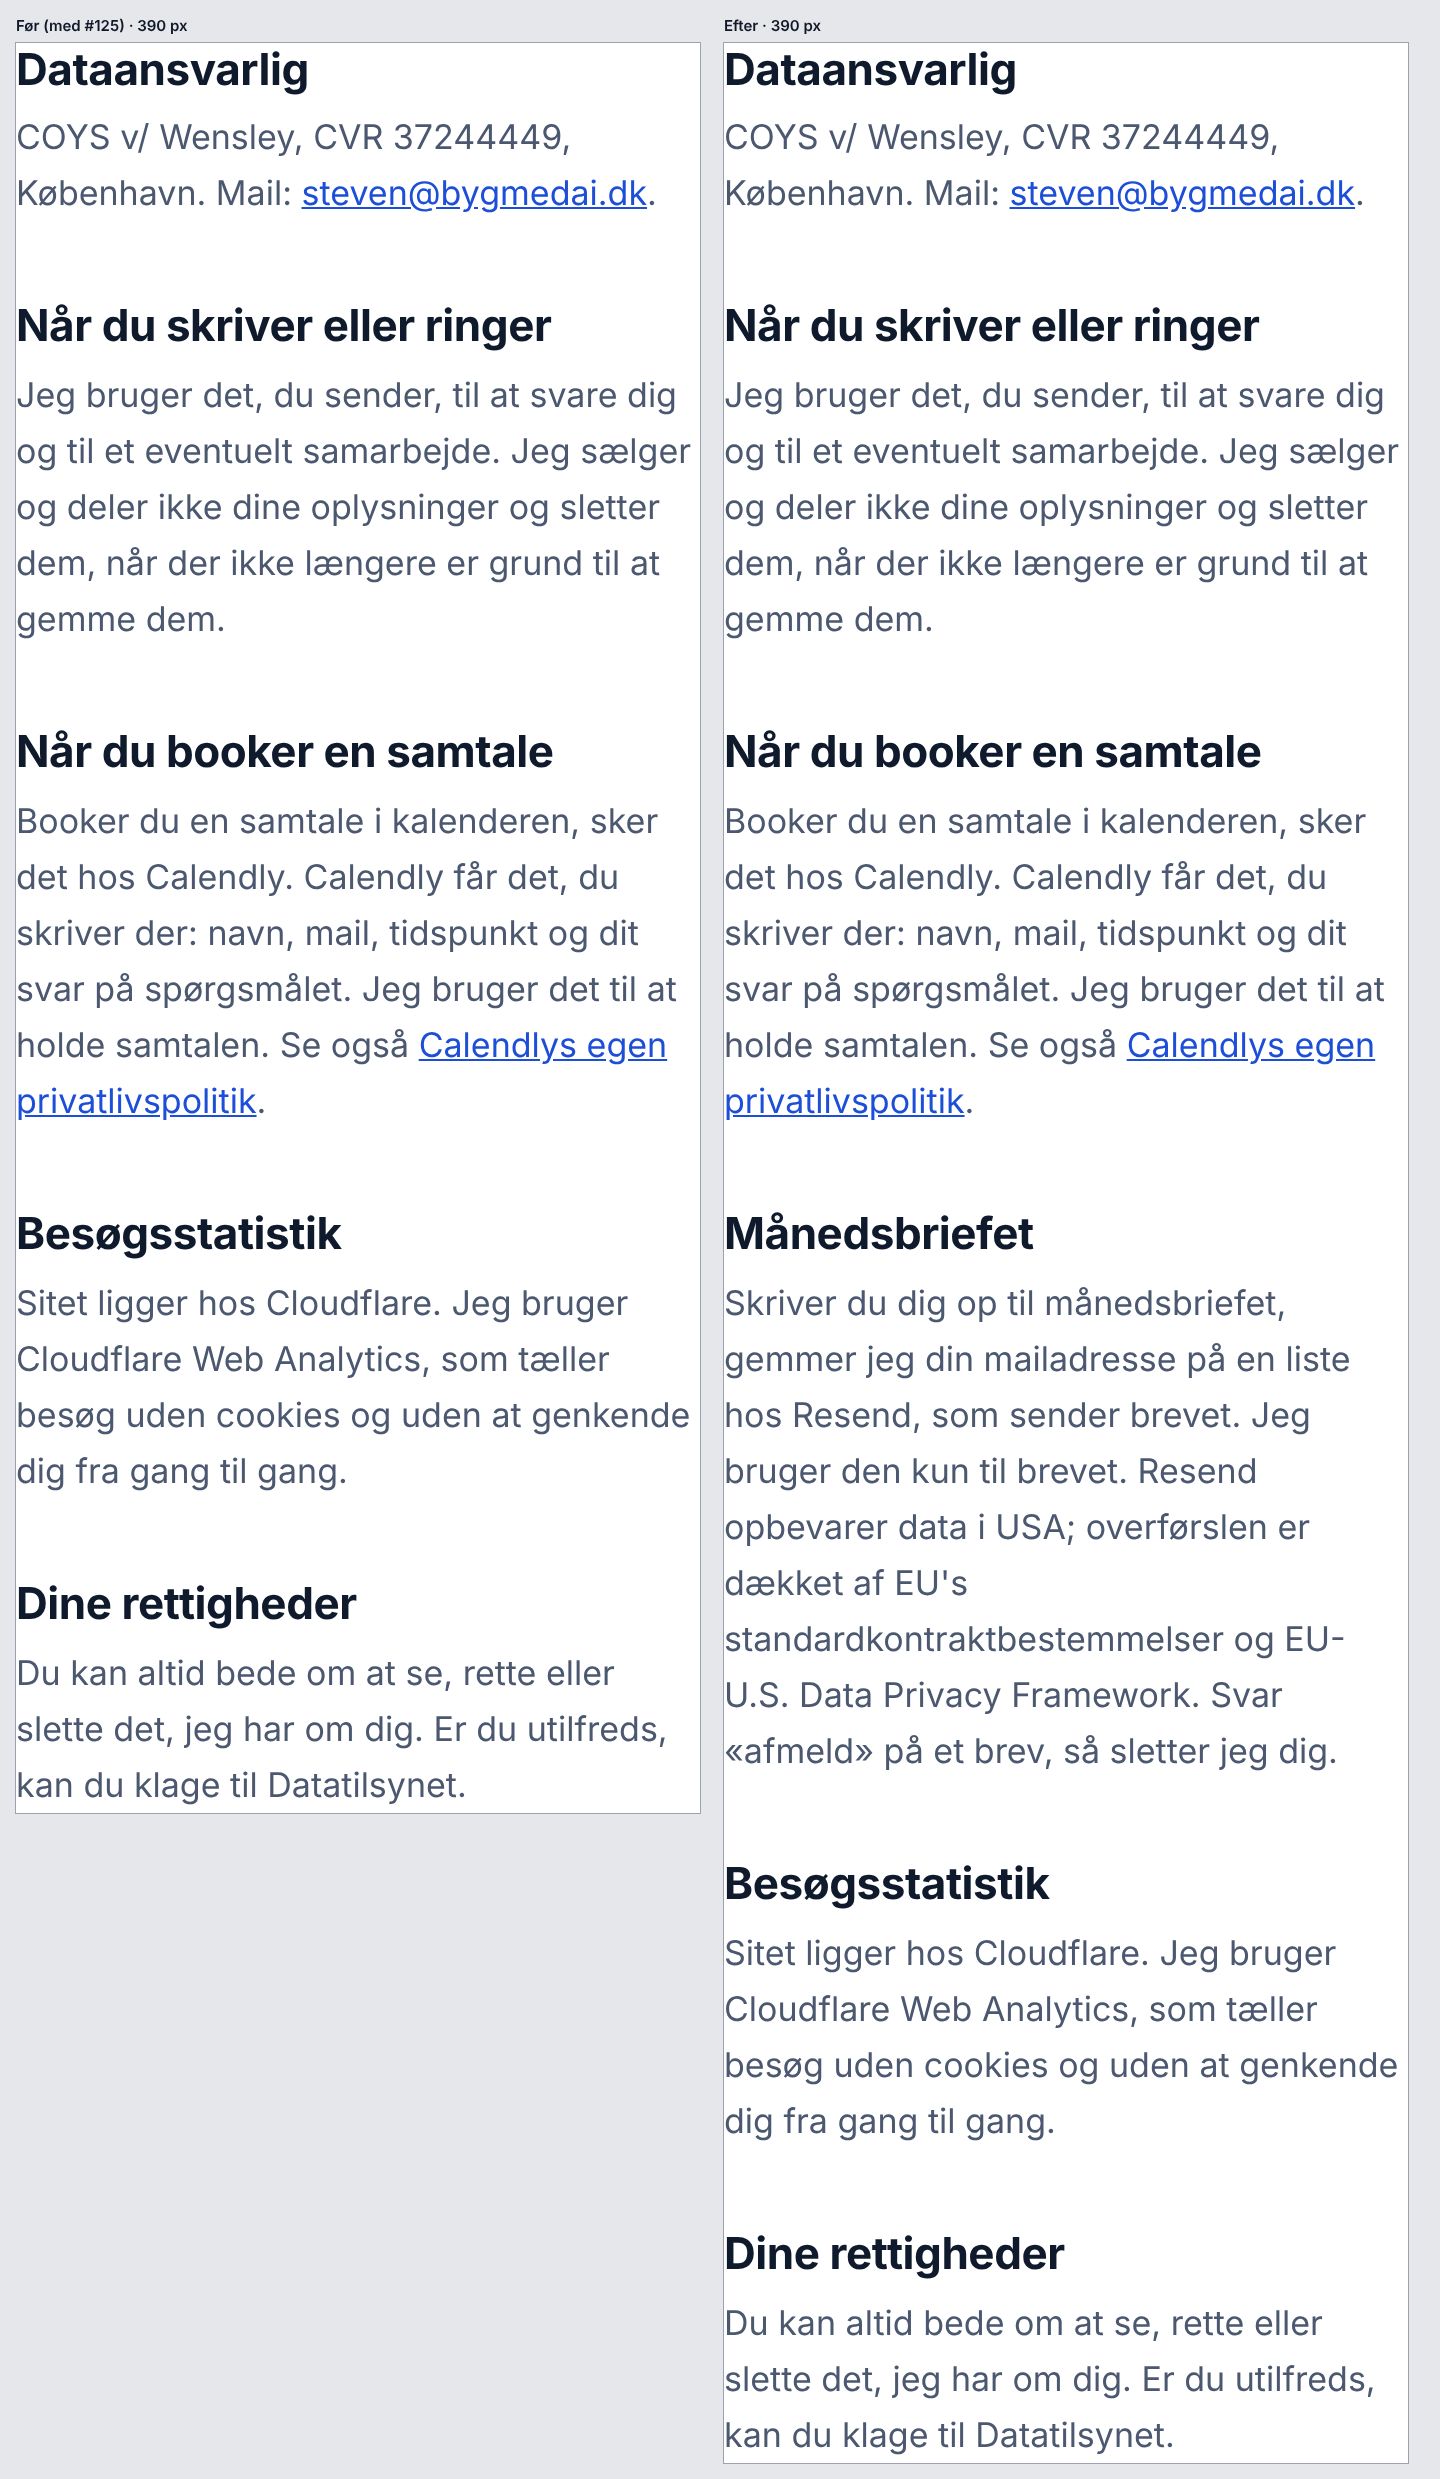 Før (med #125) · 390 px
Dataansvarlig
COYS v/ Wensley, CVR 37244449,
København. Mail: steven@bygmedai.dk.
Når du skriver eller ringer
Jeg bruger det, du sender, til at svare dig
og til et eventuelt samarbejde. Jeg sælger
og deler ikke dine oplysninger og sletter
dem, når der ikke længere er grund til at
gemme dem.
Når du booker en samtale
Booker du en samtale i kalenderen, sker
det hos Calendly. Calendly får det, du
skriver der: navn, mail, tidspunkt og dit
svar på spørgsmålet. Jeg bruger det til at
holde samtalen. Se også Calendlys egen
privatlivspolitik.
Besøgsstatistik
Sitet ligger hos Cloudflare. Jeg bruger
Cloudflare Web Analytics, som tæller
besøg uden cookies og uden at genkende
dig fra gang til gang.
Dine rettigheder
Du kan altid bede om at se, rette eller
slette det, jeg har om dig. Er du utilfreds,
kan du klage til Datatilsynet.
Efter · 390 px
Dataansvarlig
COYS v/ Wensley, CVR 37244449,
København. Mail: steven@bygmedai.dk.
Når du skriver eller ringer
Jeg bruger det, du sender, til at svare dig
og til et eventuelt samarbejde. Jeg sælger
og deler ikke dine oplysninger og sletter
dem, når der ikke længere er grund til at
gemme dem.
Når du booker en samtale
Booker du en samtale i kalenderen, sker
det hos Calendly. Calendly får det, du
skriver der: navn, mail, tidspunkt og dit
svar på spørgsmålet. Jeg bruger det til at
holde samtalen. Se også Calendlys egen
privatlivspolitik.
Månedsbriefet
Skriver du dig op til månedsbriefet,
gemmer jeg din mailadresse på en liste
hos Resend, som sender brevet. Jeg
bruger den kun til brevet. Resend
opbevarer data i USA; overførslen er
dækket af EU's
standardkontraktbestemmelser og EU-
U.S. Data Privacy Framework. Svar
«afmeld» på et brev, så sletter jeg dig.
Besøgsstatistik
Sitet ligger hos Cloudflare. Jeg bruger
Cloudflare Web Analytics, som tæller
besøg uden cookies og uden at genkende
dig fra gang til gang.
Dine rettigheder
Du kan altid bede om at se, rette eller
slette det, jeg har om dig. Er du utilfreds,
kan du klage til Datatilsynet.